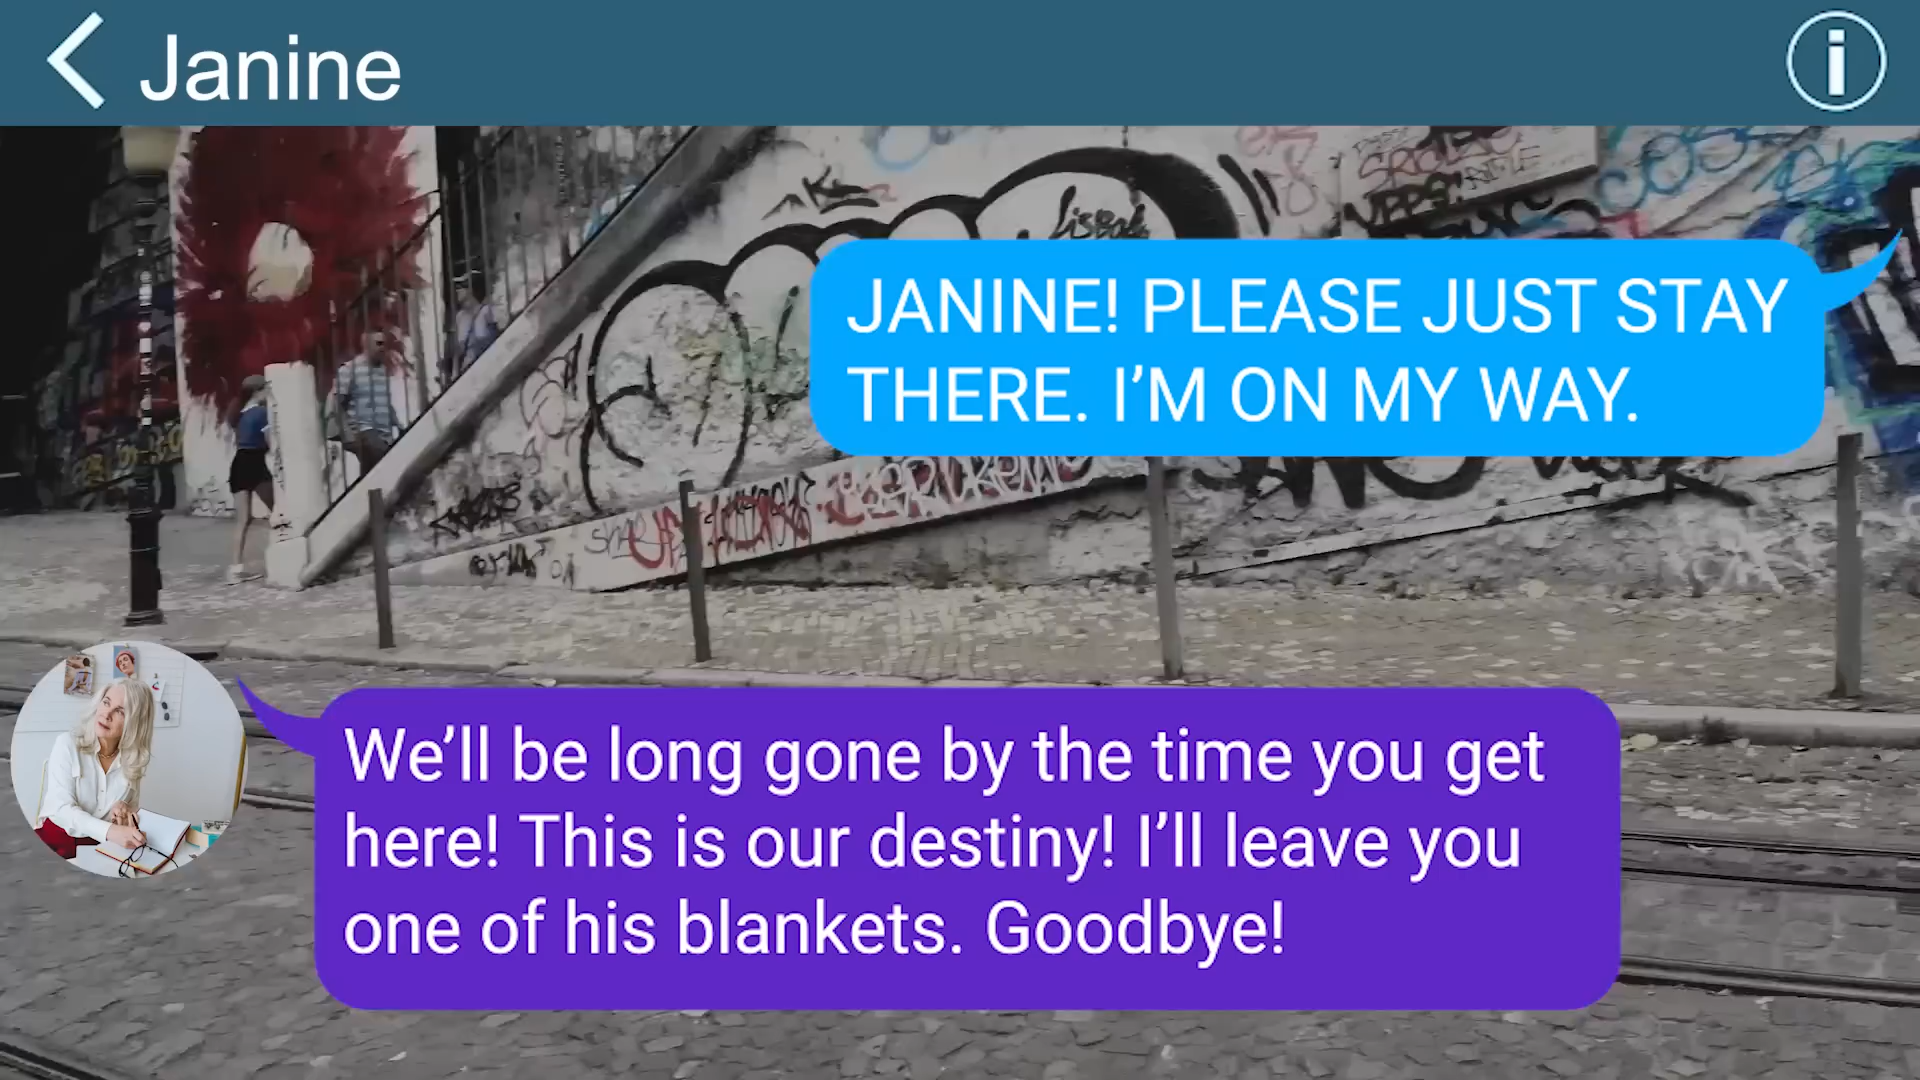 Janine
Lisboa
JANINE! PLEASE JUST STAY
THERE. I’M ON MY WAY.
We’ll be long gone by the time you get
here! This is our destiny! I’ll leave you
one of his blankets. Goodbye!